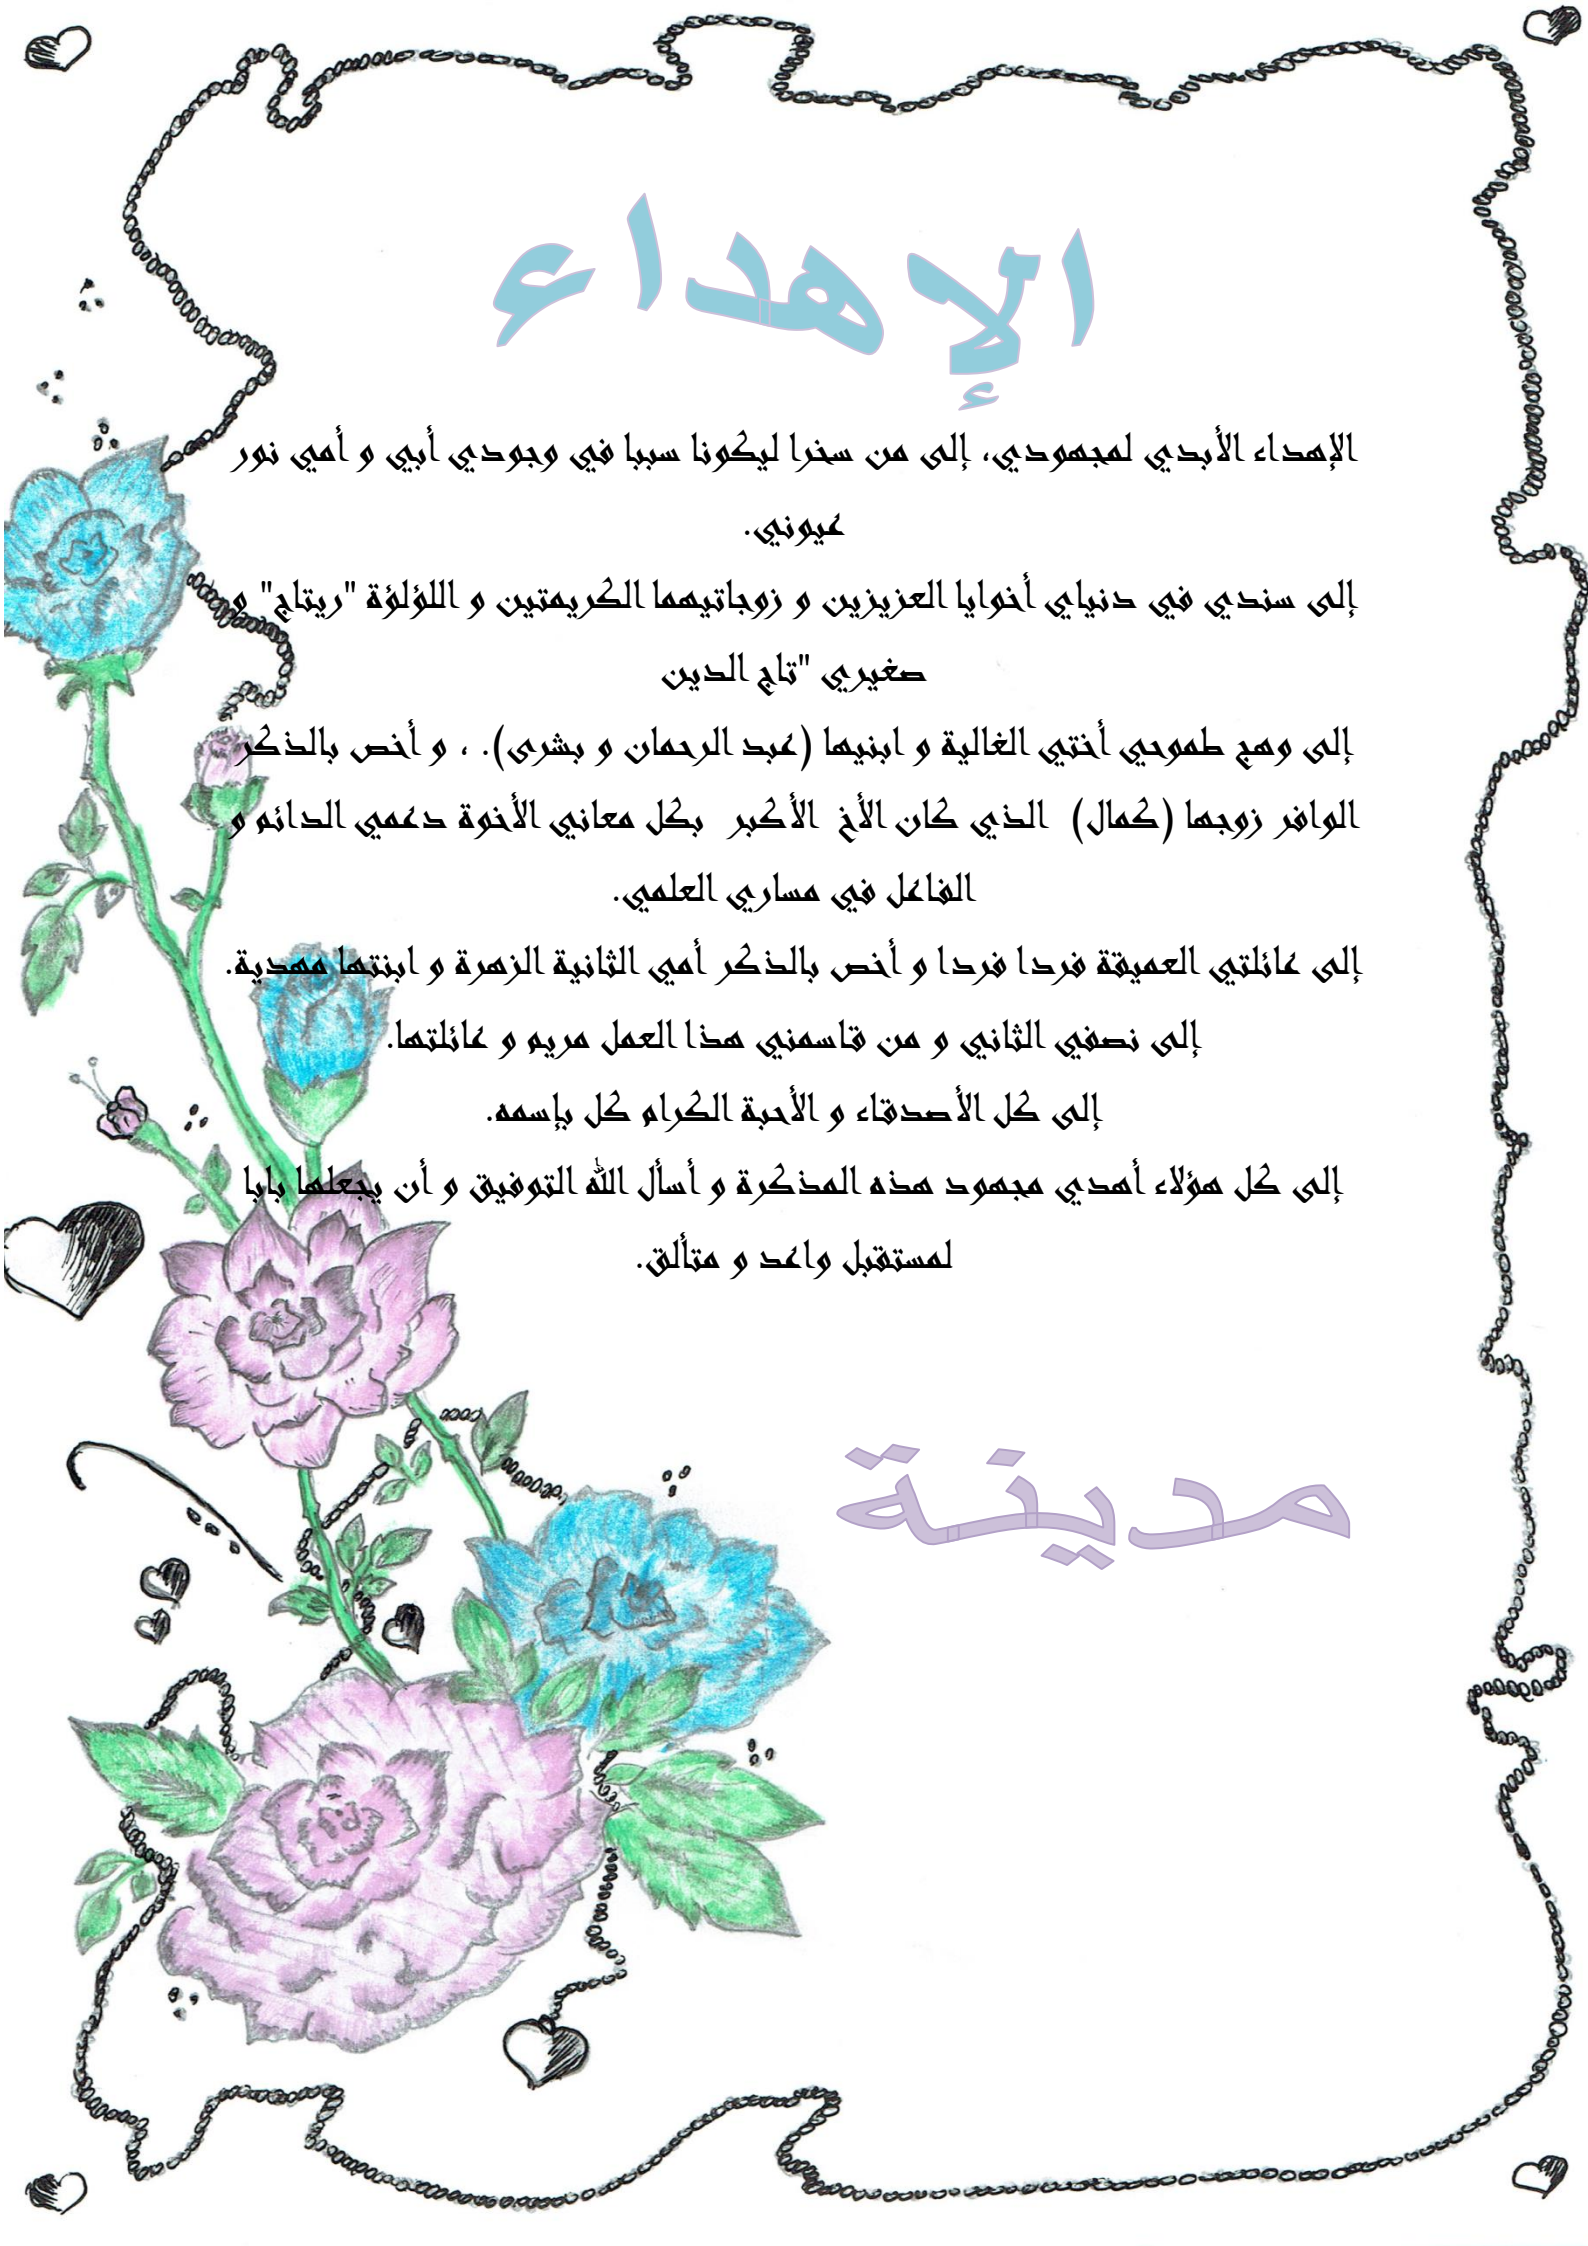 الإهداء
الإهداء الأبدي لمجهودي، إلى من سخرا ليكونا سببا في وجودي أبي و أمي نور
عيوني.
إلى سندي في دنياي أخوايا العزيزين و زوجاتيهما الكريمتين و اللؤلؤة "ريتاج" و
صغيري "تاج الدين
إلى وهج طموحي أختي الغالية و ابنيها (عبد الرحمان و بشرى). ، و أخص بالذكر
الوافر زوجها (كمال) الذي كان الأخ الأكبر بكل معاني الأخوة دعمي الدائم و
الفاعل في مساري العلمي.
إلى عائلتي العميقة فردا فردا و أخص بالذكر أمي الثانية الزهرة و ابنتها مهدية.
إلى نصفي الثاني و من قاسمني هذا العمل مريم و عائلتها.
إلى كل الأصدقاء و الأحبة الكرام كل بإسمه.
إلى كل هؤلاء أهدي مجهود هذه المذكرة و أسأل الله التوفيق و أن يجعلها بابا
لمستقبل واعد و متألق.
مدينة